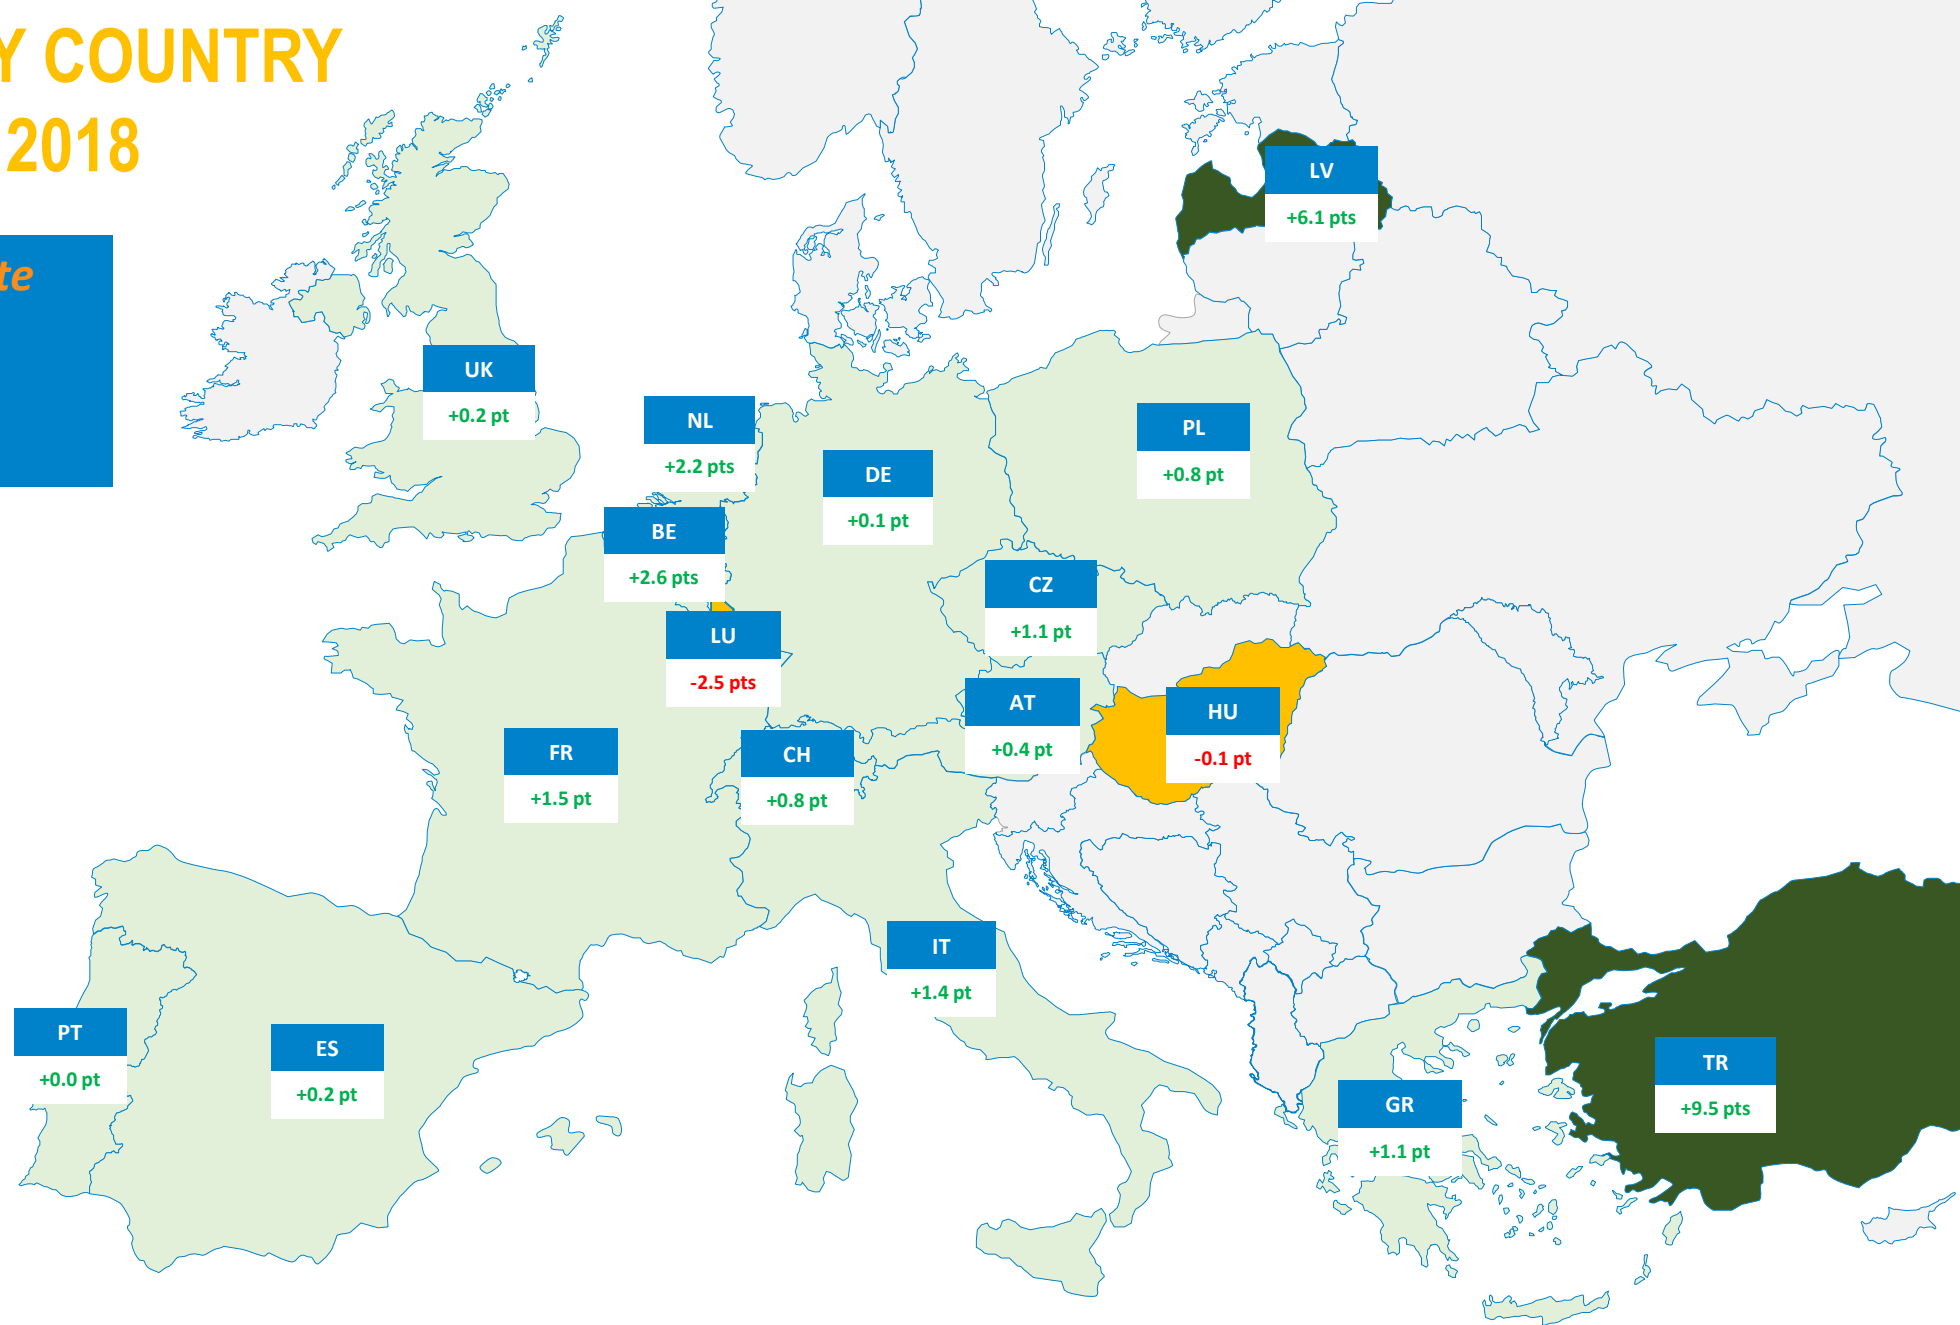 Y COUNTRY
2018
te
LV
+6.1 pts
UK
+0.2 pt
NL
+2.2 pts
PL
+0.8 pt
DE
+0.1 pt
BE
+2.6 pts
CZ
+1.1 pt
LU
-2.5 pts
AT
+0.4 pt
HU
-0.1 pt
FR
+1.5 pt
CH
+0.8 pt
IT
+1.4 pt
PT
+0.0 pt
ES
+0.2 pt
TR
+9.5 pts
GR
+1.1 pt